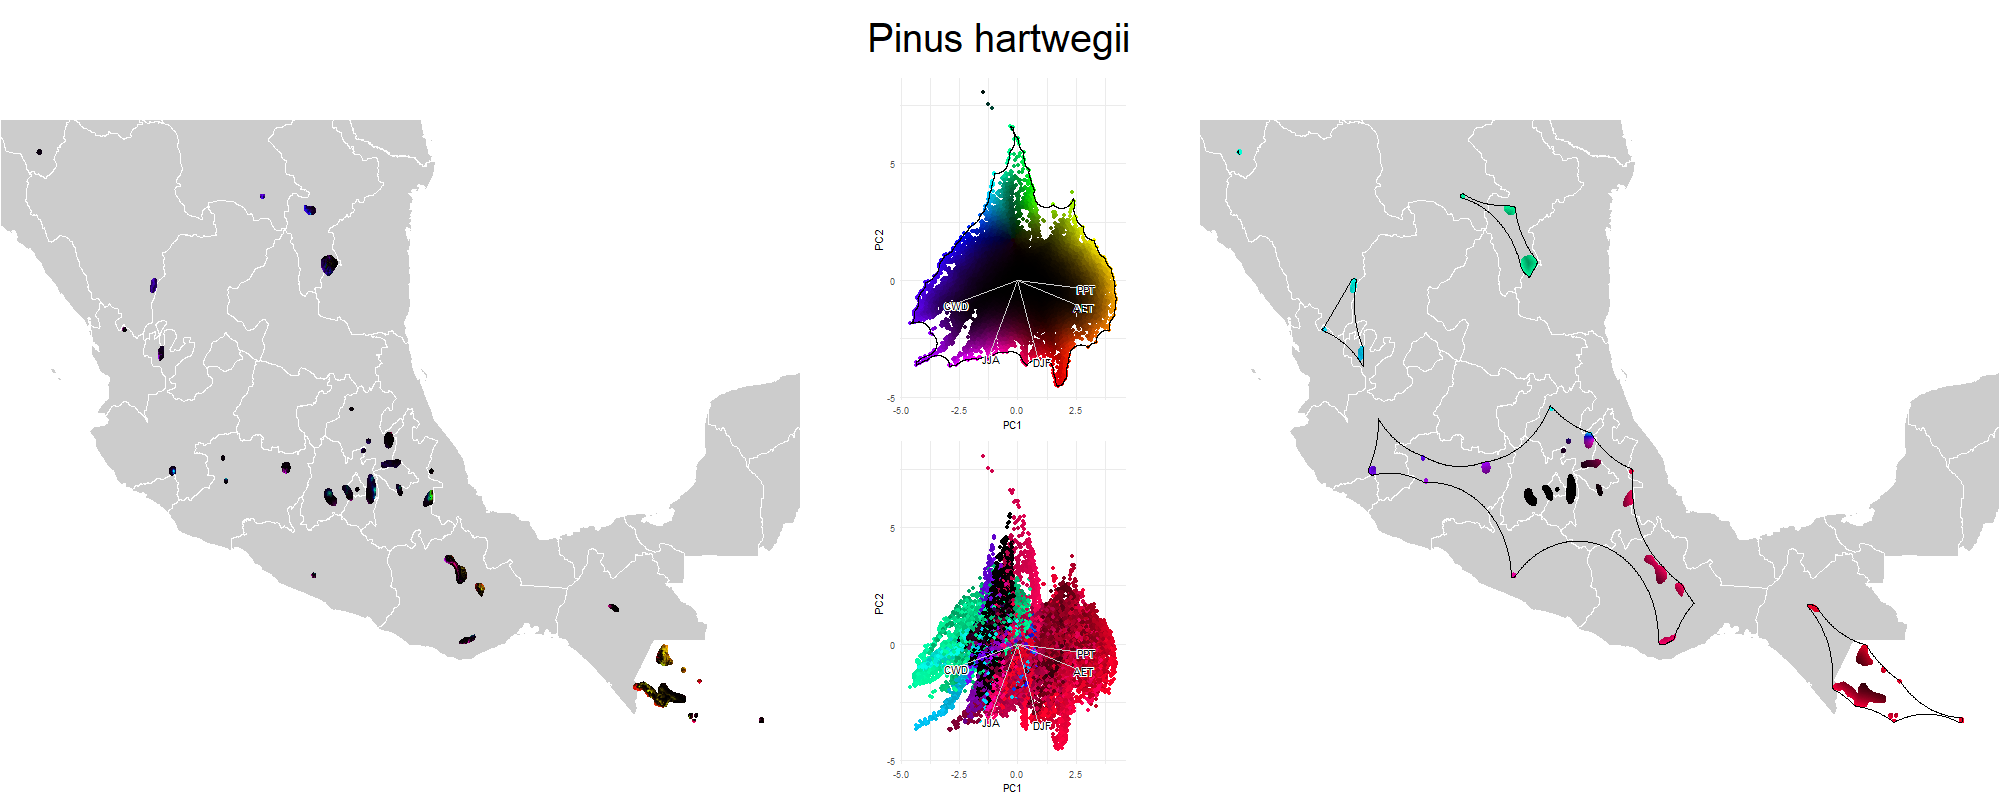 Pinus hartwegii
PC2
5
0
-5
CWD
PPT
AET
JJA
DJF
-5.0
-2.5
0.0
2.5
PC1
PC2
5
0
-5
CWD
PPT
AET
JJA
DJF
-5.0
-2.5
0.0
2.5
PC1